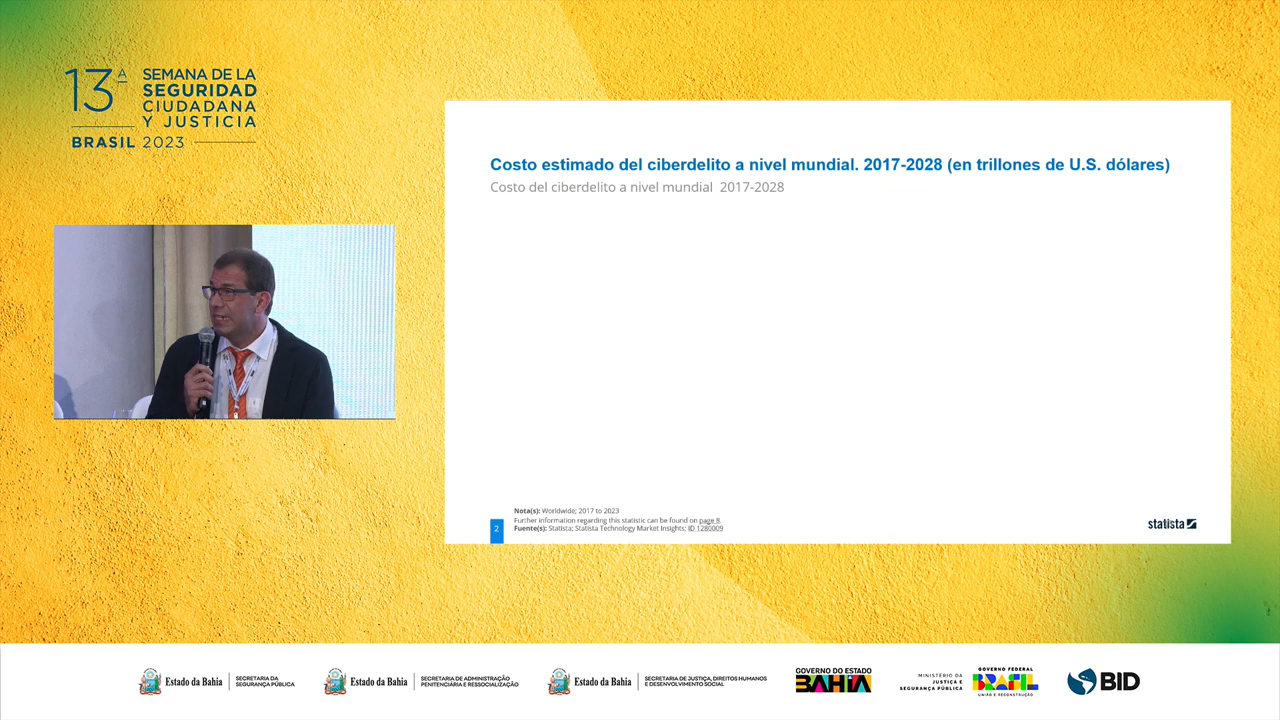 13A
SEMANA DE LA
SEGURIDAD
CIUDADANA
Y JUSTICIA
BRASIL 2023
Costo estimado del ciberdelito a nivel mundial. 2017-2028 (en trillones de U.S. dólares)
Costo del ciberdelito a nivel mundial 2017-2028
2
Nota(s): Worldwide; 2017 to 2023
Further information regarding this statistic can be found on page 8.
Fuente(s): Statista; Statista Technology Market Insights; ID 1280009
statista
Estado da Bahia
SECRETARIA DA
SEGURANÇA PÚBLICA
Estado da Bahia
SECRETARIA DE ADMINISTRAÇÃO
PENITENCIÁRIA E RESSOCIALIZAÇÃO
Estado da Bahia
SECRETARIA DE JUSTIÇA, DIREITOS HUMANOS
E DESENVOLVIMENTO SOCIAL
GOVERNO DO ESTADO
BAHIA
MINISTÉRIO DA
JUSTIÇA E
SEGURANÇA PÚBLICA
GOVERNO FEDERAL
BRASIL
UNIÃO E RECONSTRUÇÃO
BID